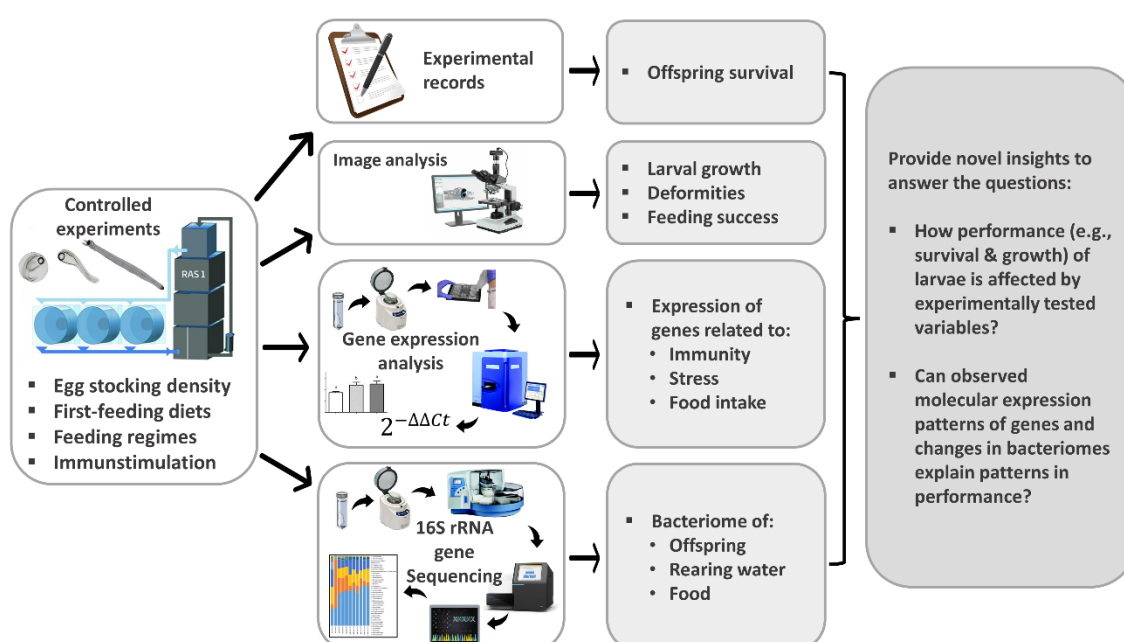 Controlled
experiments
RAS 1
▪ Egg stocking density
▪ First-feeding diets
▪ Feeding regimes
▪ Immunstimulation
Experimental
records
Image analysis
Gene expression
analysis
2^−ΔΔCt
16S rRNA
gene
Sequencing
▪ Offspring survival
▪ Larval growth
▪ Deformities
▪ Feeding success
▪ Expression of
genes related to:
• Immunity
• Stress
• Food intake
▪ Bacteriome of:
• Offspring
• Rearing water
• Food
Provide novel insights to
answer the questions:
▪ How performance (e.g.,
survival & growth) of
larvae is affected by
experimentally tested
variables?
▪ Can observed
molecular expression
patterns of genes and
changes in bacteriomes
explain patterns in
performance?